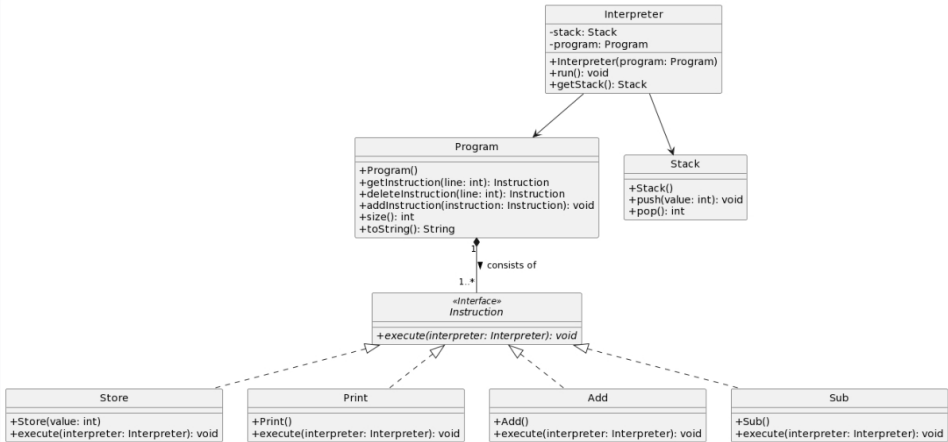 Interpreter
-stack: Stack
-program: Program
+Interpreter(program: Program)
+run(): void
+getStack(): Stack
Program
+Program()
+getInstruction(line: int): Instruction
+deleteInstruction(line: int): Instruction
+addInstruction(instruction: Instruction): void
+size(): int
+toString(): String
Stack
+Stack()
+push(value: int): void
+pop(): int
1
consists of
1..*
«Interface»
Instruction
+execute(interpreter: Interpreter): void
Store
+Store(value: int)
+execute(interpreter: Interpreter): void
Print
+Print()
+execute(interpreter: Interpreter): void
Add
+Add()
+execute(interpreter: Interpreter): void
Sub
+Sub()
+execute(interpreter: Interpreter): void